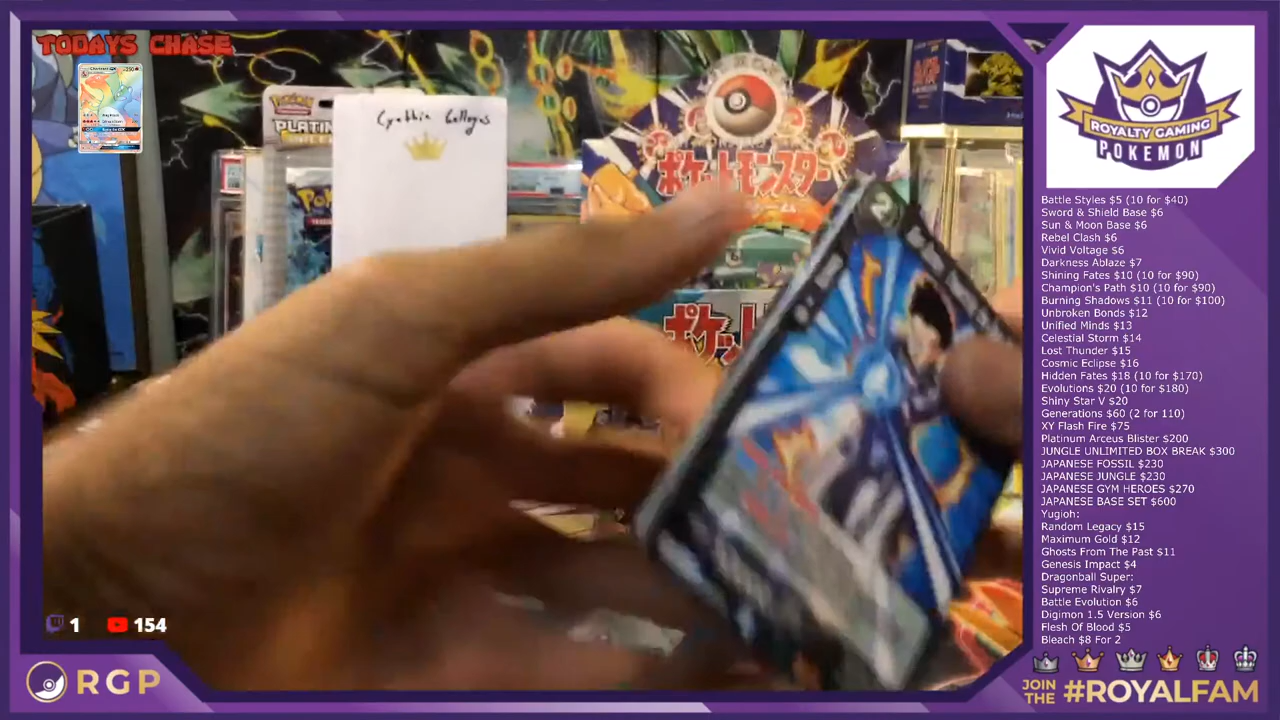 TODAYS CHASE
Cynthia Gallegos
Pokémon
PLATIN
ポケットモンスター
ポケッ
2
1
154
RGP
ROYALTY GAMING
POKEMON
Battle Styles $5 (10 for $40)
Sword & Shield Base $6
Sun & Moon Base $6
Rebel Clash $6
Vivid Voltage $6
Darkness Ablaze $7
Shining Fates $10 (10 for $90)
Champion's Path $10 (10 for $90)
Burning Shadows $11 (10 for $100)
Unbroken Bonds $12
Unified Minds $13
Celestial Storm $14
Lost Thunder $15
Cosmic Eclipse $16
Hidden Fates $18 (10 for $170)
Evolutions $20 (10 for $180)
Shiny Star V $20
Generations $60 (2 for 110)
XY Flash Fire $75
Platinum Arceus Blister $200
JUNGLE UNLIMITED BOX BREAK $300
JAPANESE FOSSIL $230
JAPANESE JUNGLE $230
JAPANESE GYM HEROES $270
JAPANESE BASE SET $600
Yugioh:
Random Legacy $15
Maximum Gold $12
Ghosts From The Past $11
Genesis Impact $4
Dragonball Super:
Supreme Rivalry $7
Battle Evolution $6
Digimon 1.5 Version $6
Flesh Of Blood $5
Bleach $8 For 2
JOIN THE #ROYALFAM